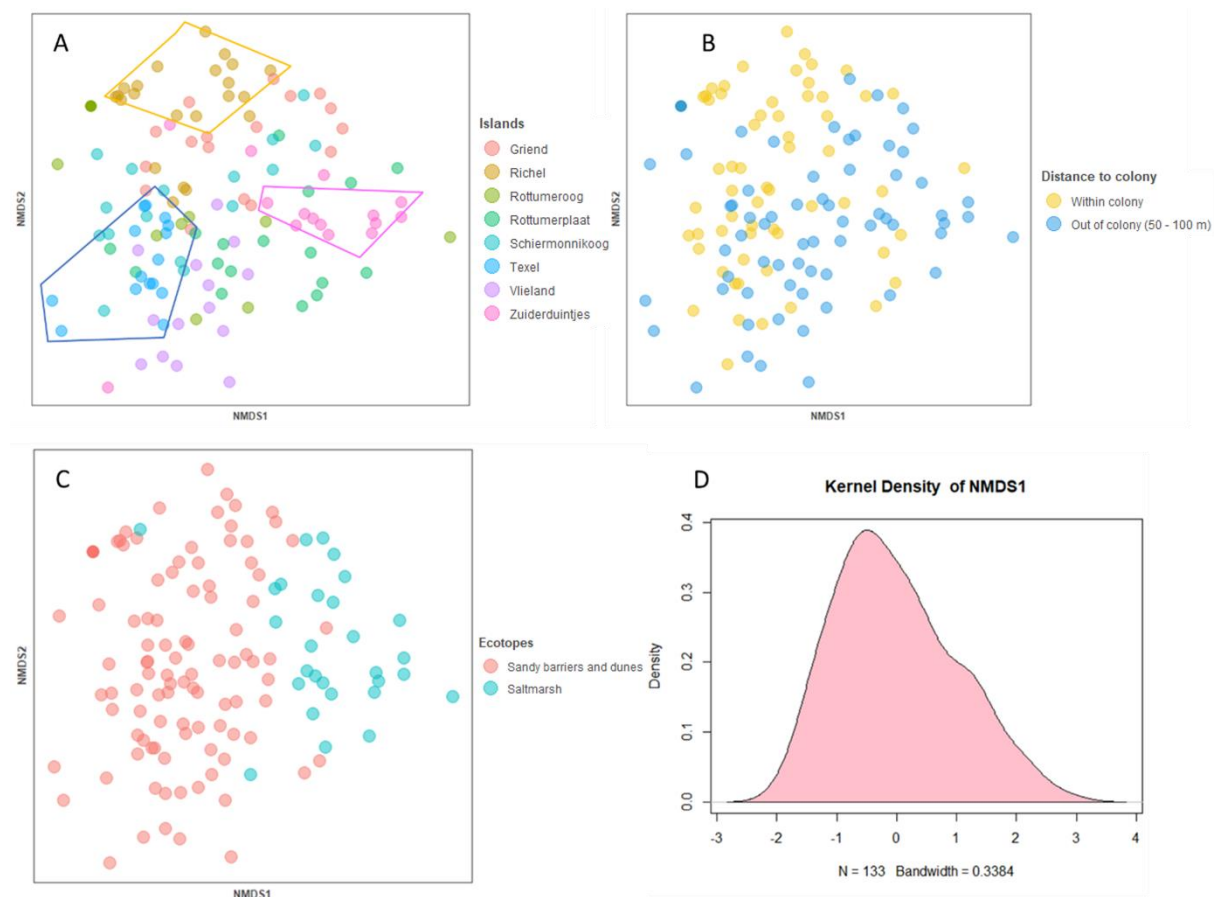 A
NMDS2
NMDS1
Islands
Griend
Richel
Rottumeroog
Rottumerplaat
Schiermonnikoog
Texel
Vlieland
Zuiderduintjes
B
NMDS2
NMDS1
Distance to colony
Within colony
Out of colony (50 - 100 m)
C
NMDS2
NMDS1
Ecotopes
Sandy barriers and dunes
Saltmarsh
D
Kernel Density of NMDS1
Density
0.4
0.3
0.2
0.1
0.0
-3 -2 -1 0 1 2 3 4
N = 133 Bandwidth = 0.3384